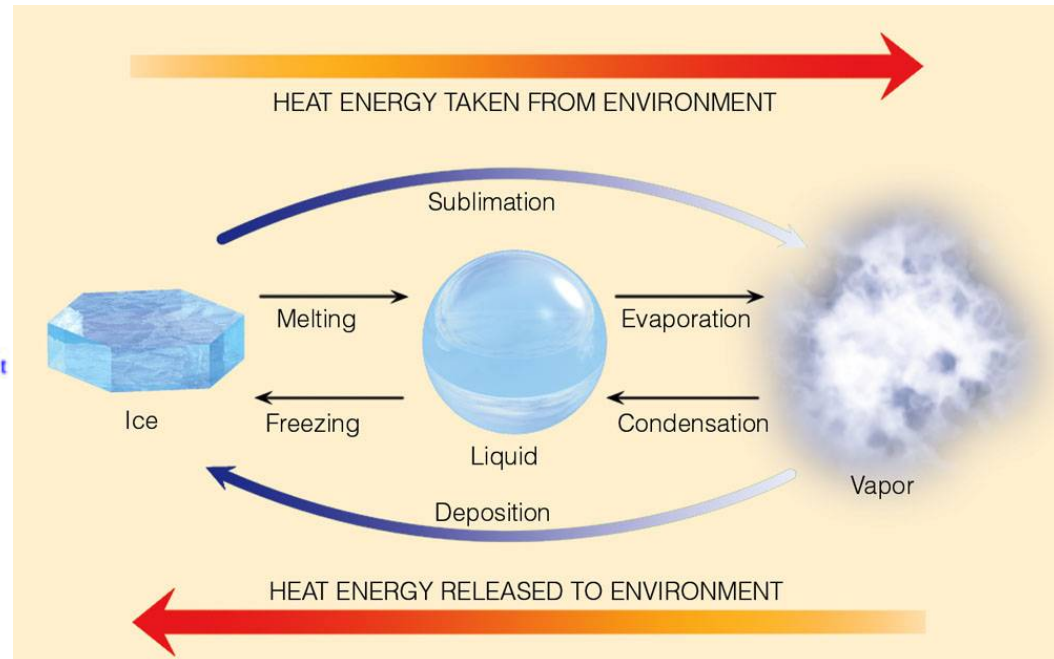 HEAT ENERGY TAKEN FROM ENVIRONMENT
Sublimation
Melting
Evaporation
t
Ice
Freezing
Liquid
Condensation
Vapor
Deposition
HEAT ENERGY RELEASED TO ENVIRONMENT